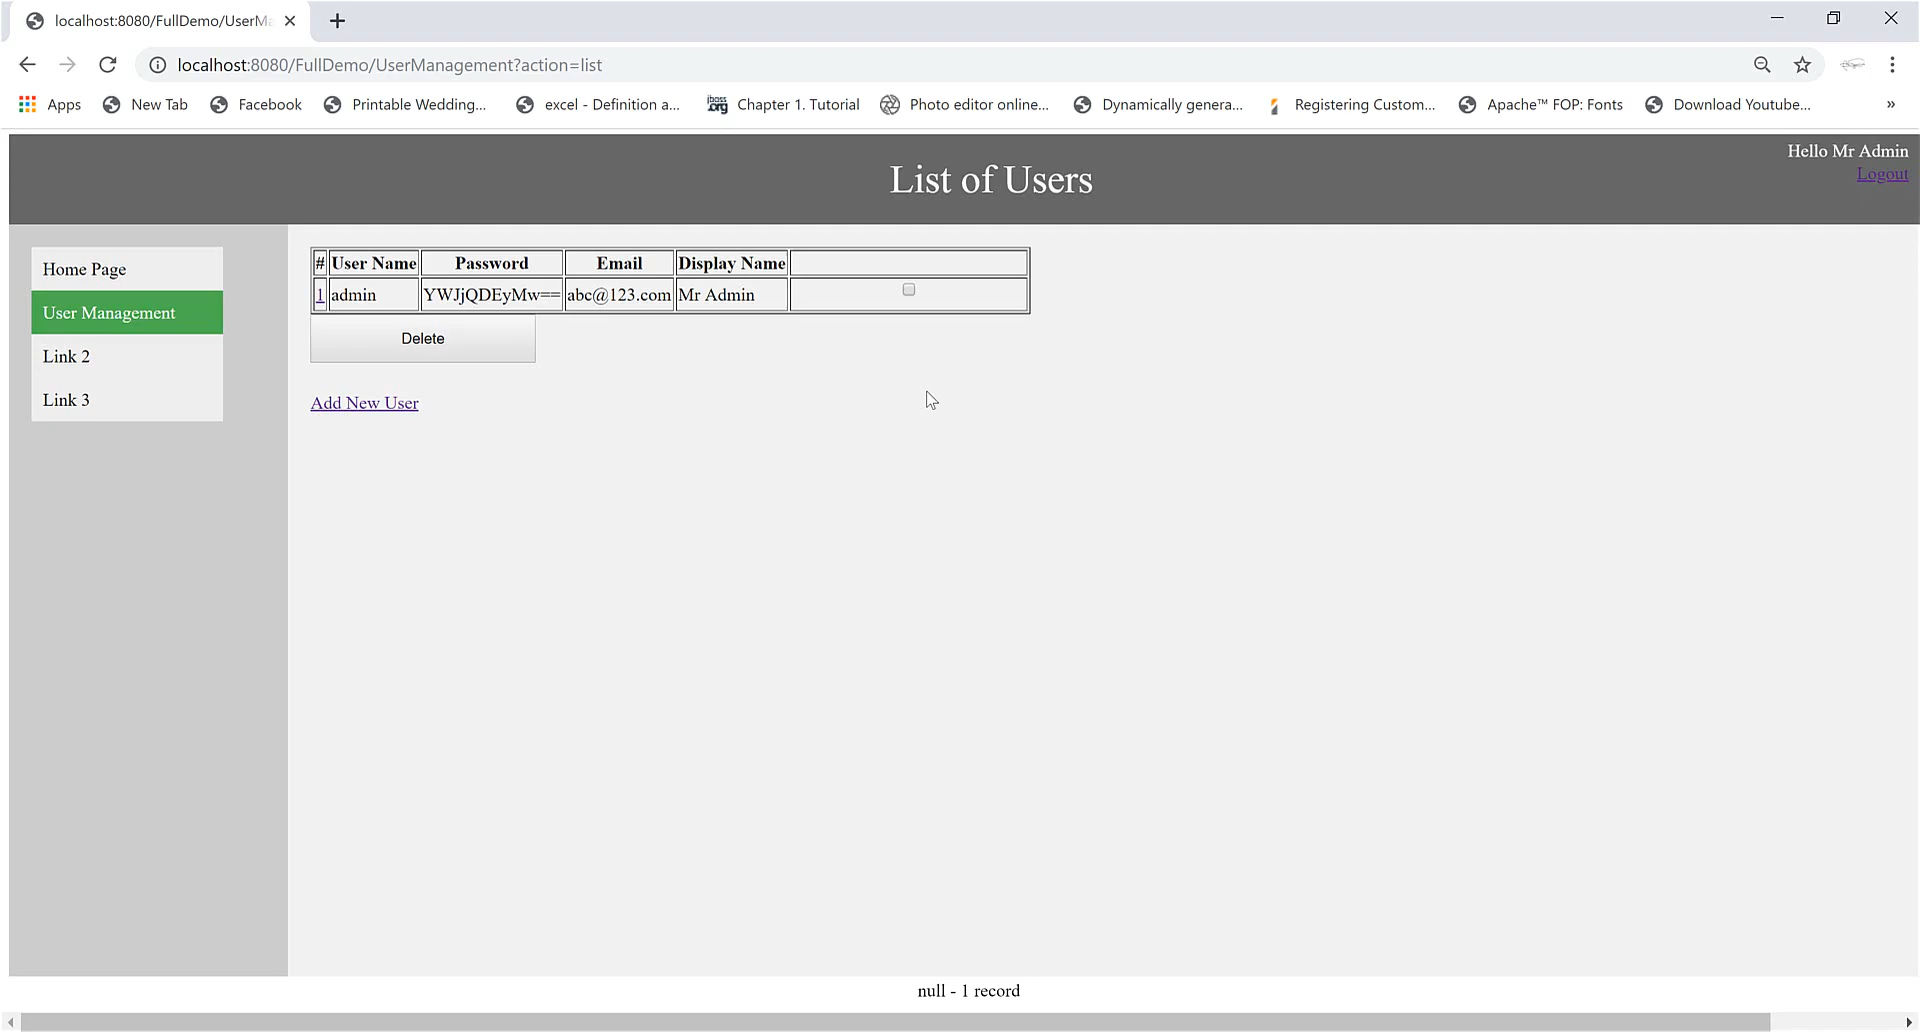 localhost:8080/FullDemo/UserMa
localhost:8080/FullDemo/UserManagement?action=list
Apps New Tab Facebook Printable Wedding... excel - Definition a... Chapter 1. Tutorial Photo editor online... Dynamically genera... Registering Custom... Apache™ FOP: Fonts Download Youtube... »
Hello Mr Admin
List of Users
Logout
Home Page
User Management
Link 2
Link 3
# User Name Password Email Display Name
1 admin YWJjQDEyMw== abc@123.com Mr Admin
Delete
Add New User
null - 1 record